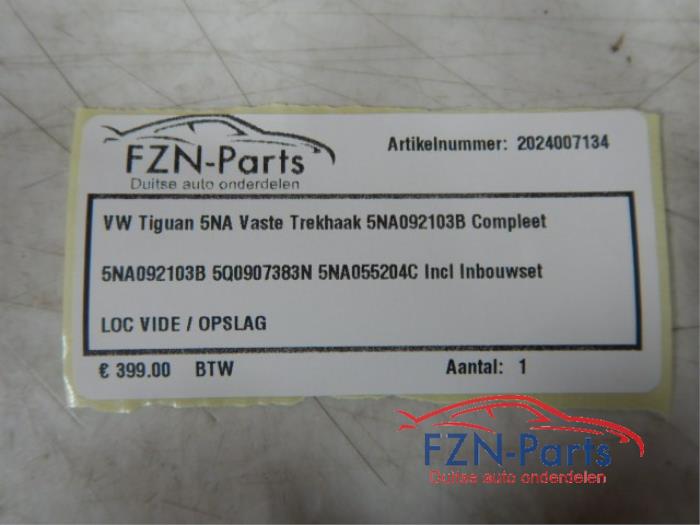 FZN-Parts
Duitse auto onderdelen
Artikelnummer: 2024007134
VW Tiguan 5NA Vaste Trekhaak 5NA092103B Compleet
5NA092103B 5Q0907383N 5NA055204C Incl Inbouwset
LOC VIDE / OPSLAG
€ 399.00 BTW Aantal: 1
FZN-Parts
Duitse auto onderdelen